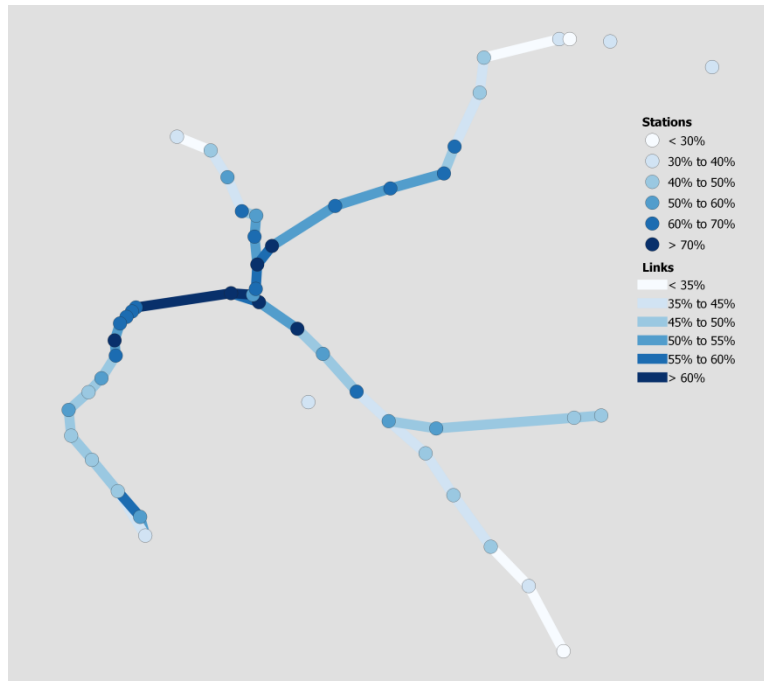 Stations
< 30%
30% to 40%
40% to 50%
50% to 60%
60% to 70%
> 70%
Links
< 35%
35% to 45%
45% to 50%
50% to 55%
55% to 60%
> 60%